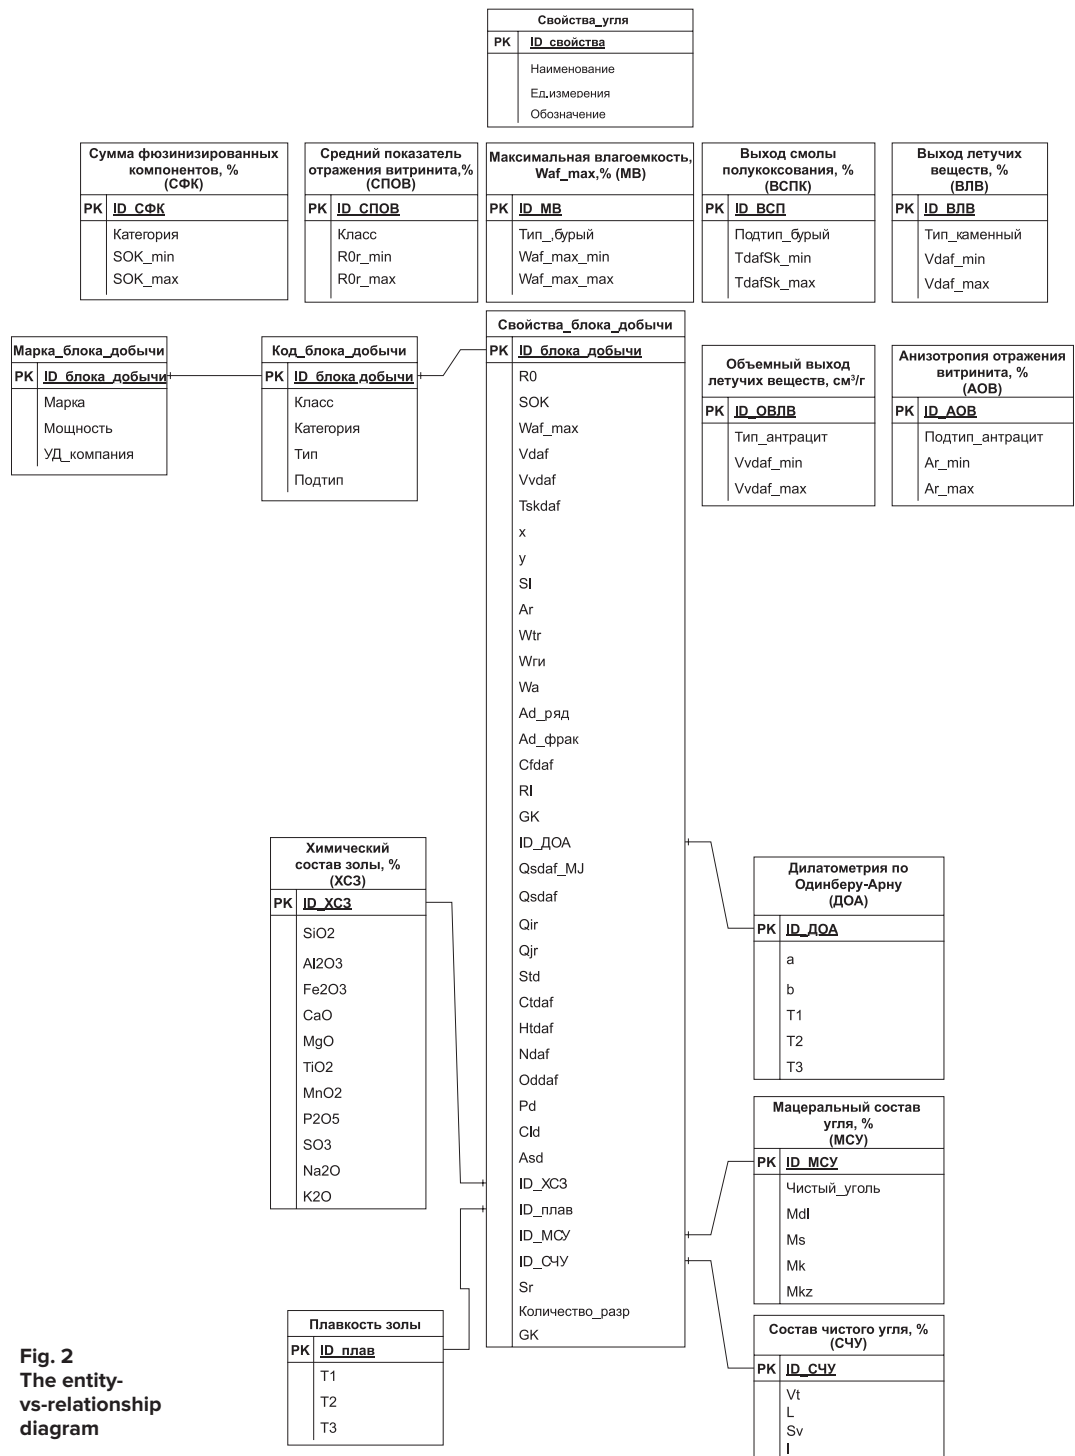 Свойства_угля
PK ID_свойства
Наименование
Ед.измерения
Обозначение
Сумма фюзинизированных
компонентов, %
(СФК)
PK ID_СФК
Категория
SOK_min
SOK_max
Средний показатель
отражения витринита,%
(СПОВ)
PK ID_СПОВ
Класс
R0r_min
R0r_max
Максимальная влагоемкость,
Waf_max,% (МВ)
PK ID_МВ
Тип_,бурый
Waf_max_min
Waf_max_max
Выход смолы
полукоксования, %
(ВСПК)
PK ID_ВСП
Подтип_бурый
TdafSk_min
TdafSk_max
Выход летучих
веществ, %
(ВЛВ)
PK ID_ВЛВ
Тип_каменный
Vdaf_min
Vdaf_max
Марка_блока_добычи
PK ID_блока_добычи
Марка
Мощность
УД_компания
Код_блока_добычи
PK ID_блока добычи
Класс
Категория
Тип
Подтип
Свойства_блока_добычи
PK ID_блока_добычи
R0
SOK
Waf_max
Vdaf
Vvdaf
Tskdaf
x
y
SI
Ar
Wtr
Wги
Wa
Ad_ряд
Ad_фрак
Cfdaf
RI
GK
ID_ДОА
Qsdaf_MJ
Qsdaf
Qir
Qjr
Std
Ctdaf
Htdaf
Ndaf
Oddaf
Pd
Cld
Asd
ID_ХСЗ
ID_плав
ID_МСУ
ID_СЧУ
Sr
Количество_разр
GK
Объемный выход
летучих веществ, см³/г
PK ID_ОВЛВ
Тип_антрацит
Vvdaf_min
Vvdaf_max
Анизотропия отражения
витринита, %
(АОВ)
PK ID_АОВ
Подтип_антрацит
Ar_min
Ar_max
Химический
состав золы, %
(ХСЗ)
PK ID_ХСЗ
SiO2
Al2O3
Fe2O3
CaO
MgO
TiO2
MnO2
P2O5
SO3
Na2O
K2O
Дилатометрия по
Одинберу-Арну
(ДОА)
PK ID_ДОА
a
b
T1
T2
T3
Мацеральный состав
угля, %
(МСУ)
PK ID_МСУ
Чистый_уголь
Mdl
Ms
Mk
Mkz
Плавкость золы
PK ID_плав
T1
T2
T3
Состав чистого угля, %
(СЧУ)
PK ID_СЧУ
Vt
L
Sv
I
Fig. 2
The entity-
vs-relationship
diagram